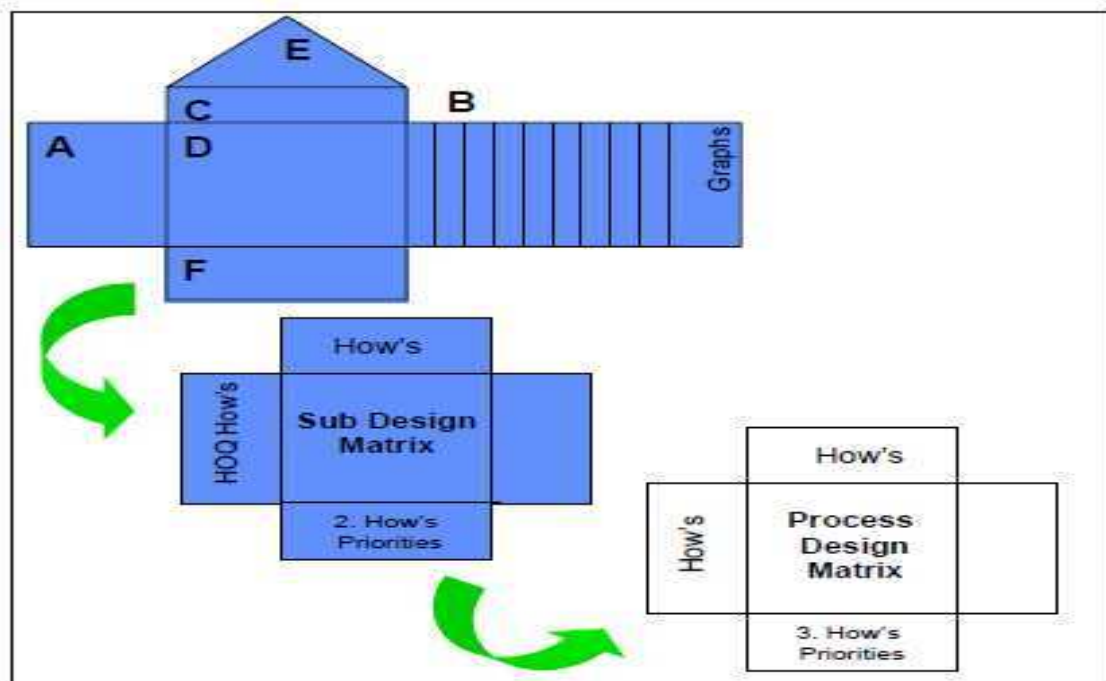 E
C
B
A
D
Graphs
F
How's
HOQ How's
Sub Design
Matrix
2. How's
Priorities
How's
How's
Process
Design
Matrix
3. How's
Priorities